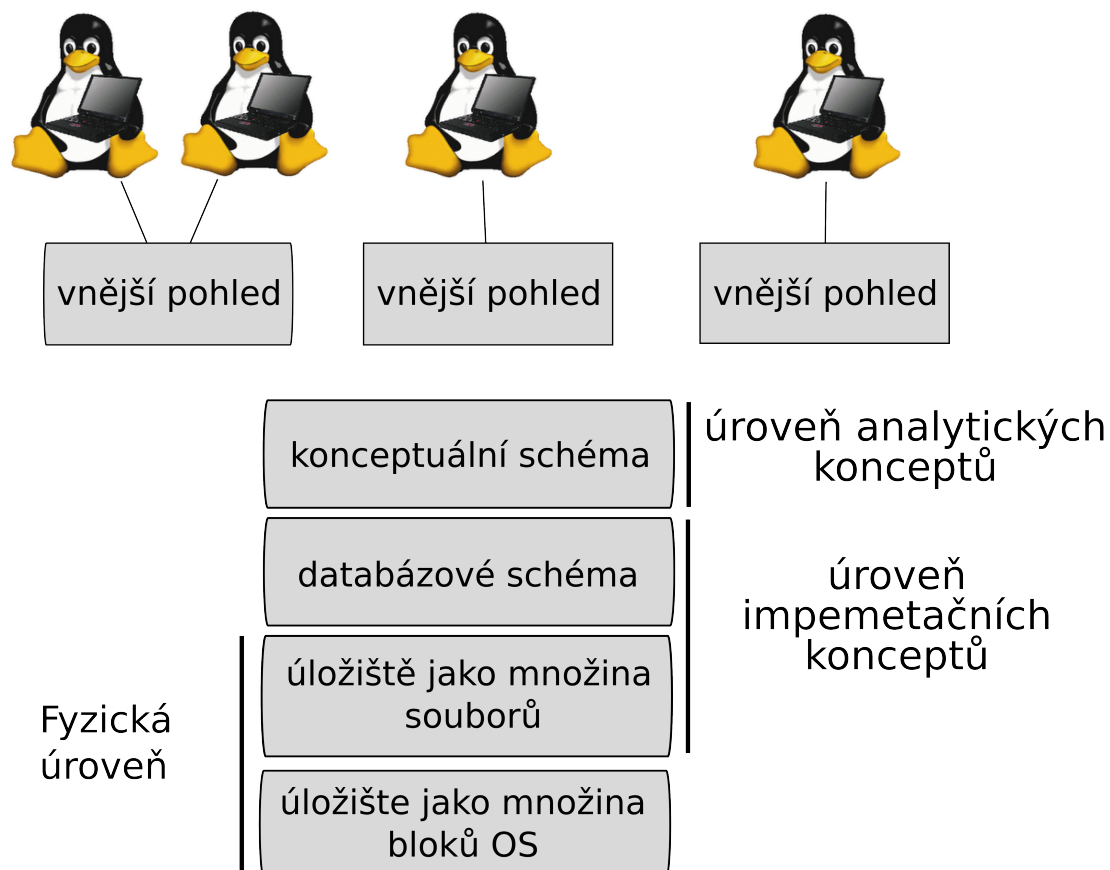 vnější pohled
vnější pohled
vnější pohled
konceptuální schéma
úroveň analytických
konceptů
databázové schéma
úroveň
impemetačních
konceptů
úložiště jako množina
souborů
Fyzická
úroveň
úložište jako množina
bloků OS